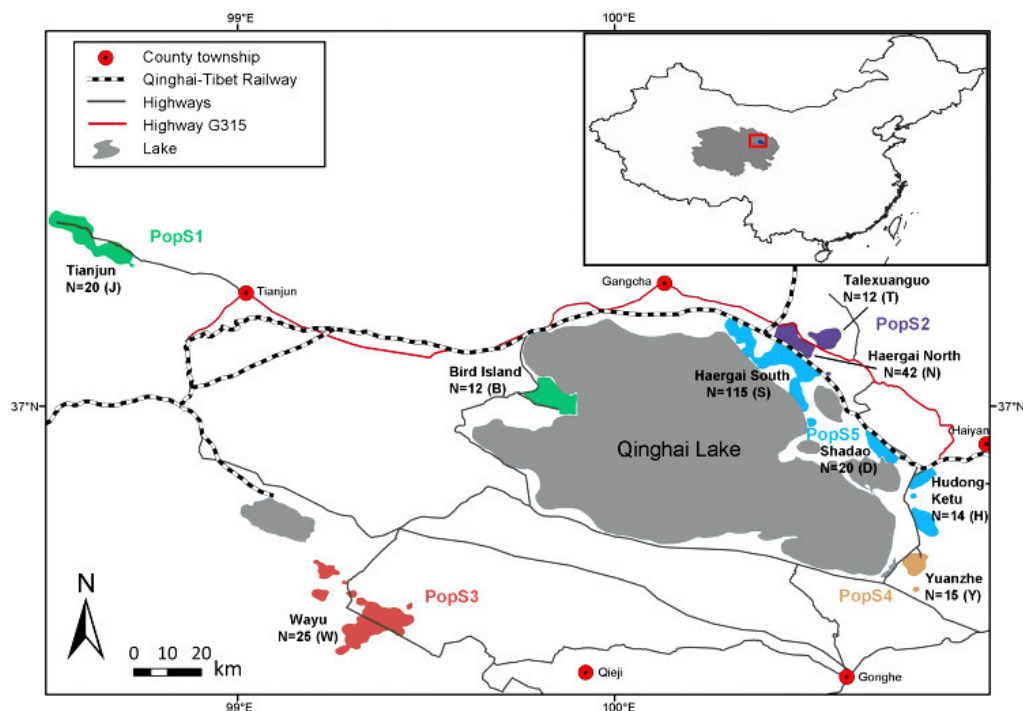 99°E
100°E
County township
Qinghai-Tibet Railway
Highways
Highway G315
Lake
PopS1
Tianjun
N=20 (J)
Tianjun
Gangcha
Talexuanguo
N=12 (T)
PopS2
Haergai North
N=42 (N)
Bird Island
N=12 (B)
Haergai South
N=115 (S)
37°N
37°N
PopS5
Haiyan
Qinghai Lake
Shadao
N=20 (D)
Hudong-
Ketu
N=14 (H)
N
PopS3
PopS4
Yuanzhe
N=15 (Y)
Wayu
N=25 (W)
0 10 20
km
Qieji
Gonghe
99°E
100°E